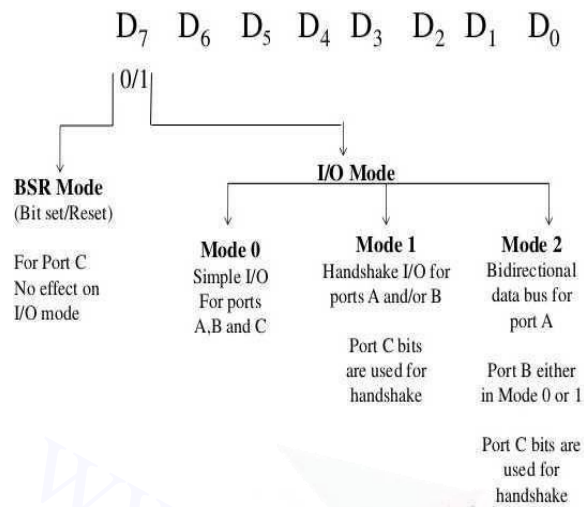 D7 D6 D5 D4 D3 D2 D1 D0
0/1
BSR Mode
(Bit set/Reset)
For Port C
No effect on
I/O mode
I/O Mode
Mode 0
Simple I/O
For ports
A,B and C
Mode 1
Handshake I/O for
ports A and/or B
Port C bits
are used for
handshake
Mode 2
Bidirectional
data bus for
port A
Port B either
in Mode 0 or 1
Port C bits are
used for
handshake